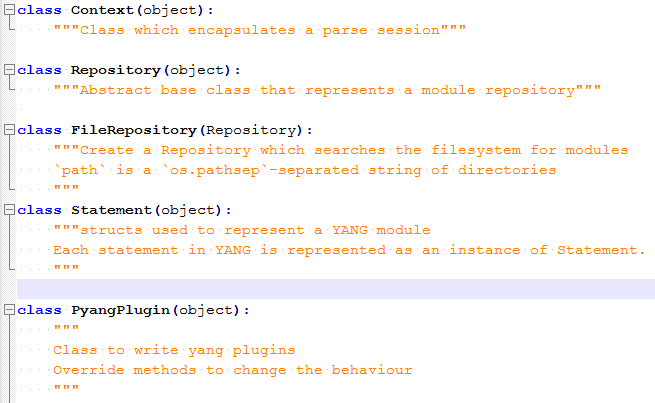 class Context(object):
    """Class which encapsulates a parse session"""
class Repository(object):
    """Abstract base class that represents a module repository"""
class FileRepository(Repository):
    """Create a Repository which searches the filesystem for modules
    `path` is a `os.pathsep`-separated string of directories
    """
class Statement(object):
    """structs used to represent a YANG module
    Each statement in YANG is represented as an instance of Statement.
    """
class PyangPlugin(object):
    """
    Class to write yang plugins
    Override methods to change the behaviour
    """